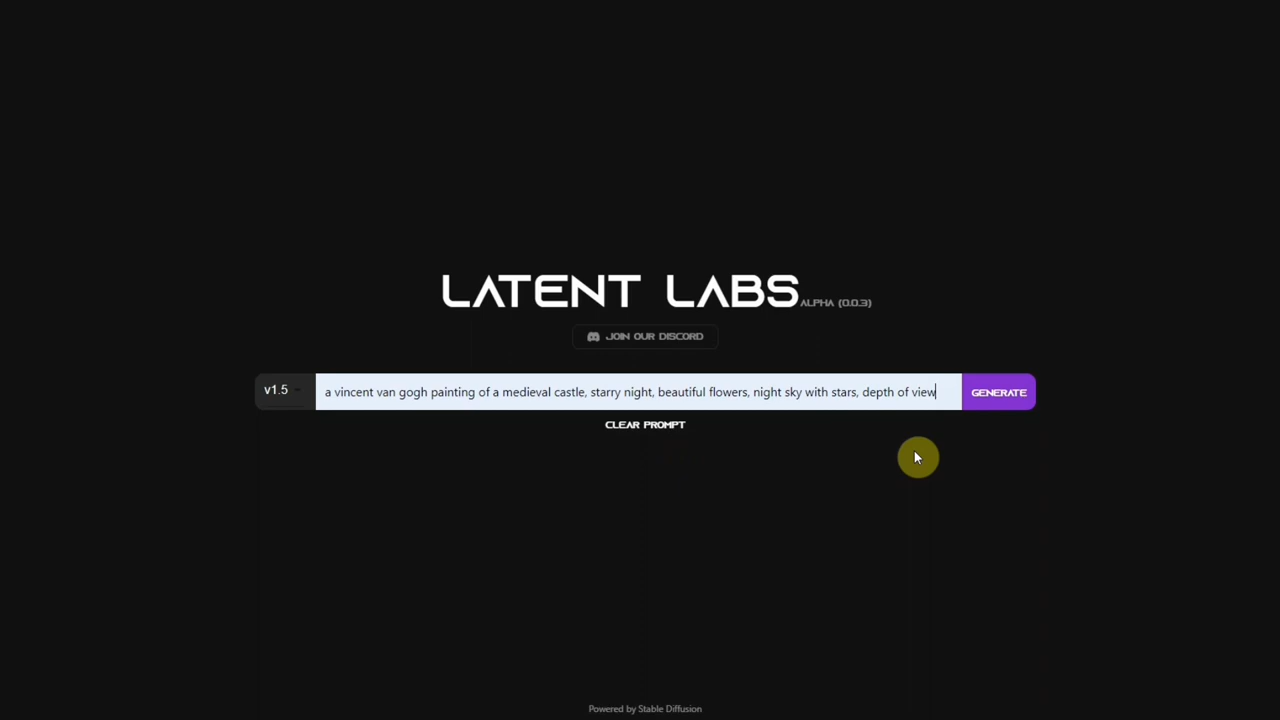 LATENT LABS ALPHA (0.0.3)
JOIN OUR DISCORD
v1.5
a vincent van gogh painting of a medieval castle, starry night, beautiful flowers, night sky with stars, depth of view
GENERATE
CLEAR PROMPT
Powered by Stable Diffusion